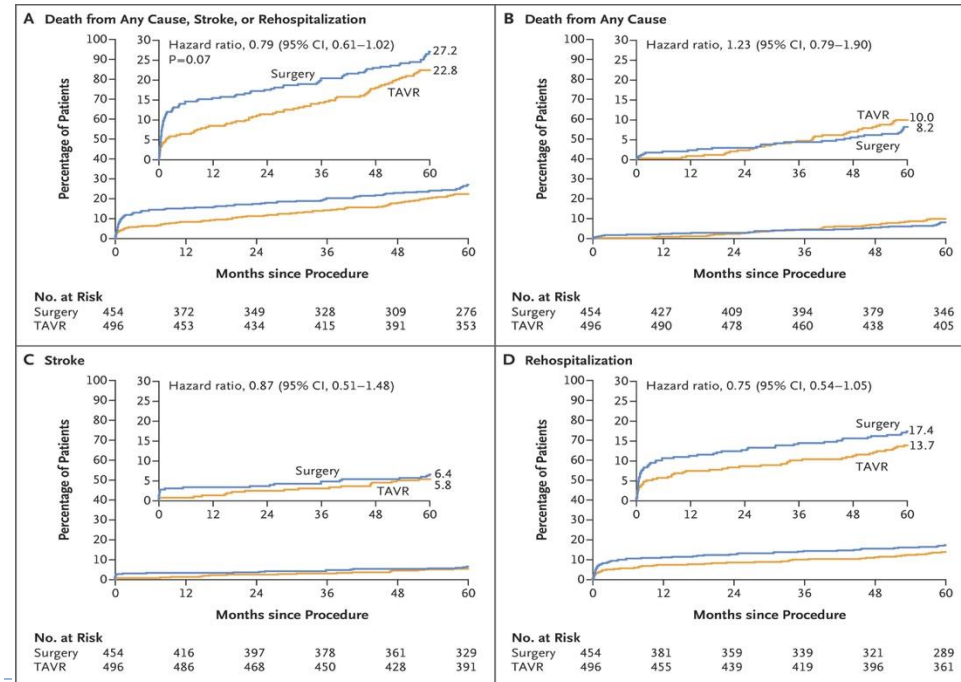 A Death from Any Cause, Stroke, or Rehospitalization
Percentage of Patients
100
90
80
70
60
50
40
30
20
10
0
30
25
20
15
10
5
0
Hazard ratio, 0.79 (95% CI, 0.61–1.02)
P=0.07
Surgery
27.2
22.8
TAVR
0 12 24 36 48 60
0 12 24 36 48 60
Months since Procedure
No. at Risk
Surgery 454 372 349 328 309 276
TAVR 496 453 434 415 391 353
B Death from Any Cause
Percentage of Patients
100
90
80
70
60
50
40
30
20
10
0
30
25
20
15
10
5
0
Hazard ratio, 1.23 (95% CI, 0.79–1.90)
TAVR
10.0
8.2
Surgery
0 12 24 36 48 60
0 12 24 36 48 60
Months since Procedure
No. at Risk
Surgery 454 427 409 394 379 346
TAVR 496 490 478 460 438 405
C Stroke
Percentage of Patients
100
90
80
70
60
50
40
30
20
10
0
30
25
20
15
10
5
0
Hazard ratio, 0.87 (95% CI, 0.51–1.48)
Surgery
6.4
5.8
TAVR
0 12 24 36 48 60
0 12 24 36 48 60
Months since Procedure
No. at Risk
Surgery 454 416 397 378 361 329
TAVR 496 486 468 450 428 391
D Rehospitalization
Percentage of Patients
100
90
80
70
60
50
40
30
20
10
0
30
25
20
15
10
5
0
Hazard ratio, 0.75 (95% CI, 0.54–1.05)
Surgery
17.4
13.7
TAVR
0 12 24 36 48 60
0 12 24 36 48 60
Months since Procedure
No. at Risk
Surgery 454 381 359 339 321 289
TAVR 496 455 439 419 396 361